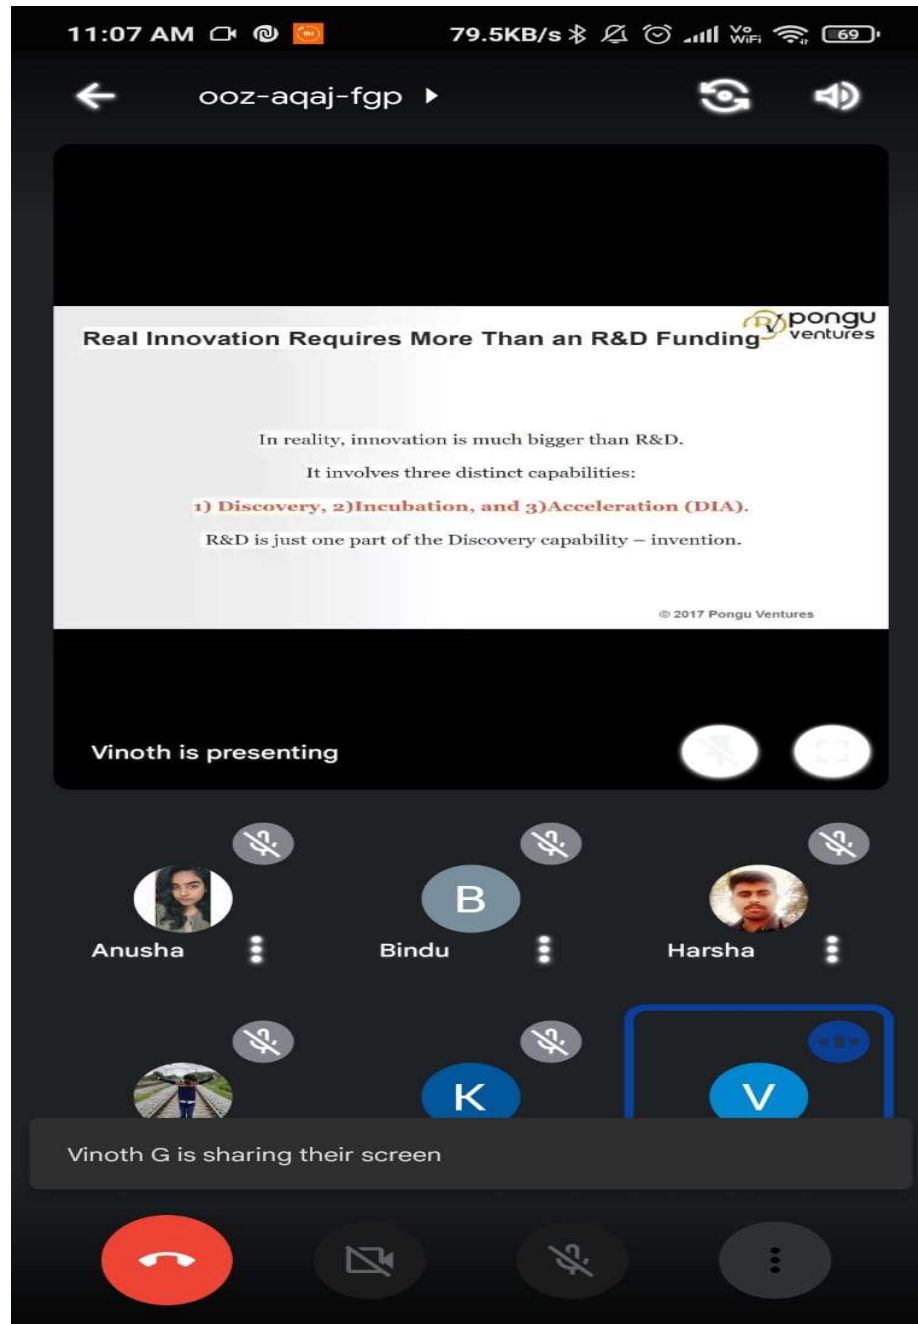 11:07 AM
79.5KB/s Vo WiFi 69
ooz-aqaj-fgp
Real Innovation Requires More Than an R&D Funding
pongu
ventures
In reality, innovation is much bigger than R&D.
It involves three distinct capabilities:
1) Discovery, 2)Incubation, and 3)Acceleration (DIA).
R&D is just one part of the Discovery capability – invention.
© 2017 Pongu Ventures
Vinoth is presenting
B
Anusha
Bindu
Harsha
K
V
Vinoth G is sharing their screen